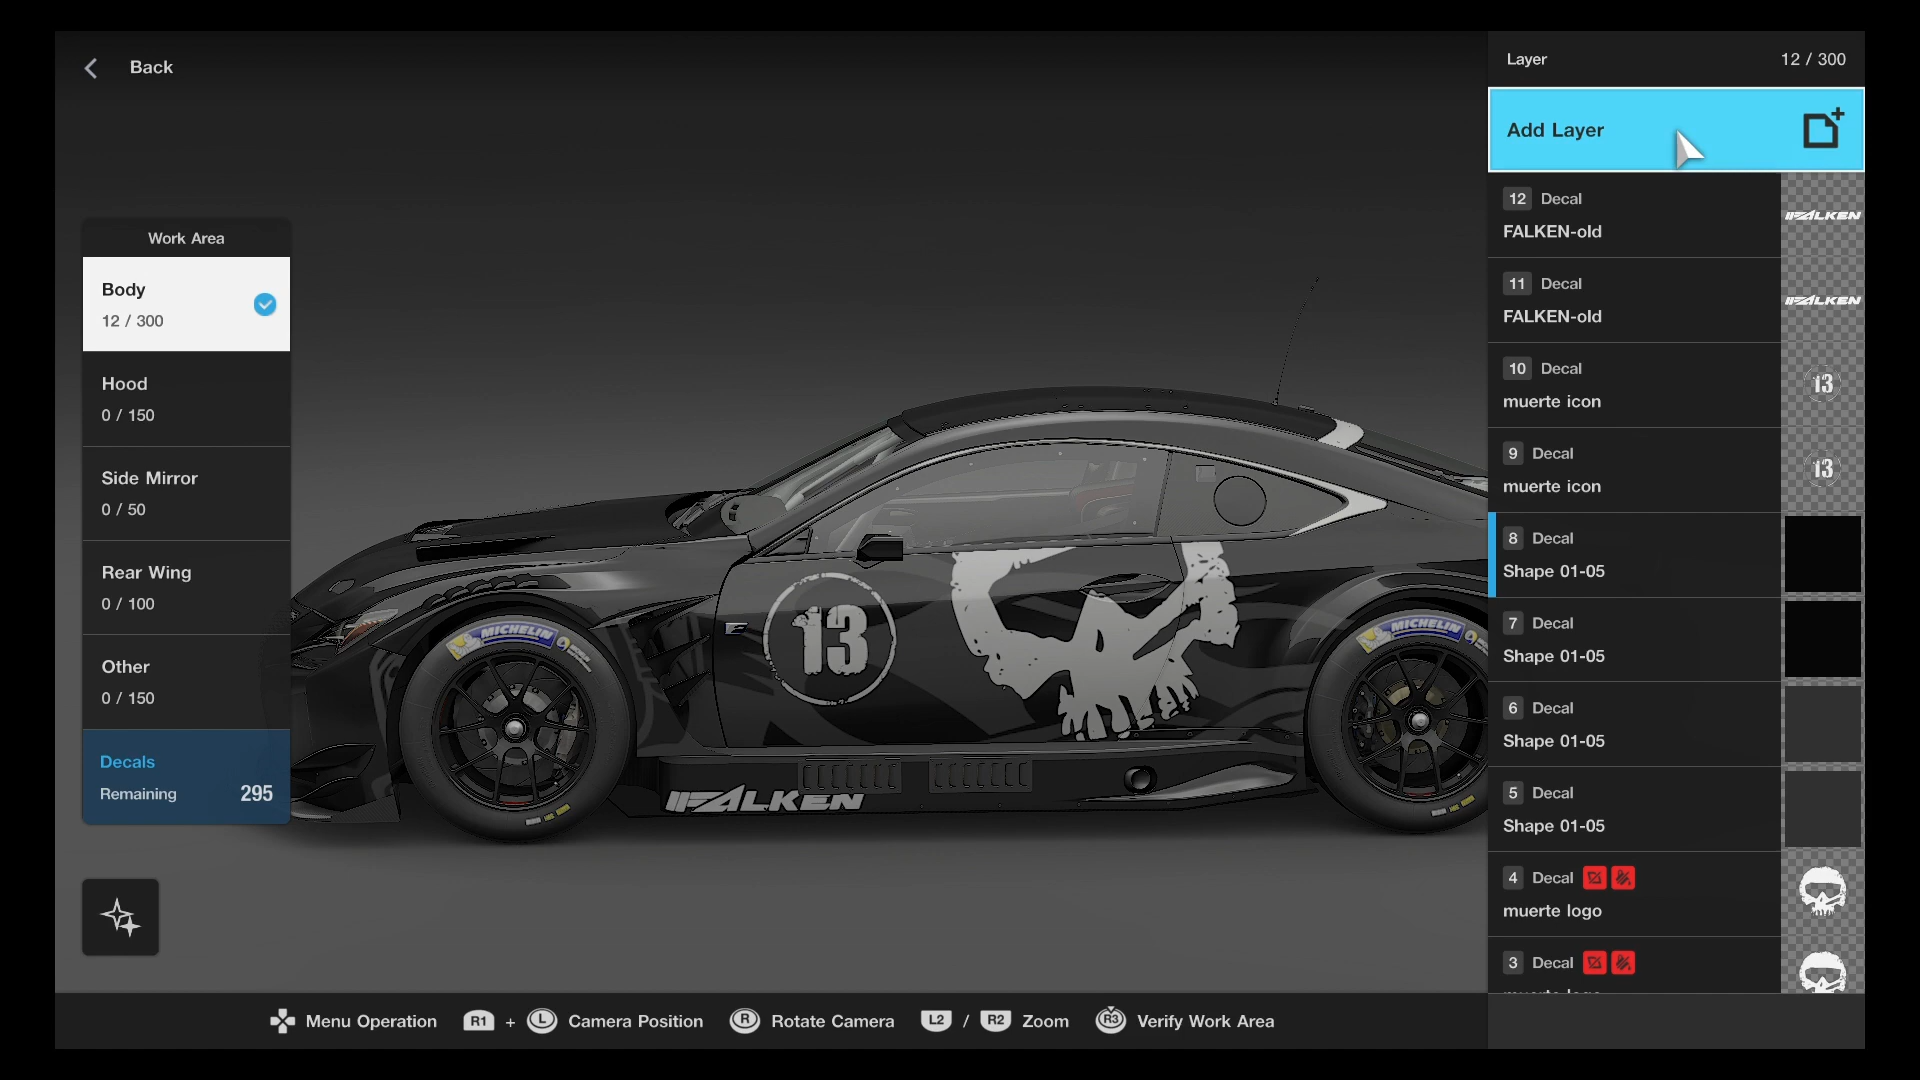 Back
Work Area
Body
12 / 300
Hood
0 / 150
Side Mirror
0 / 50
Rear Wing
0 / 100
Other
0 / 150
Decals
Remaining 295
13
MICHELIN
MICHELIN
FALKEN
Layer 12 / 300
Add Layer
12 Decal
FALKEN-old
FALKEN
11 Decal
FALKEN-old
FALKEN
10 Decal
muerte icon
13
9 Decal
muerte icon
13
8 Decal
Shape 01-05
7 Decal
Shape 01-05
6 Decal
Shape 01-05
5 Decal
Shape 01-05
4 Decal
muerte logo
3 Decal
Menu Operation R1 + L Camera Position R Rotate Camera L2 / R2 Zoom R3 Verify Work Area